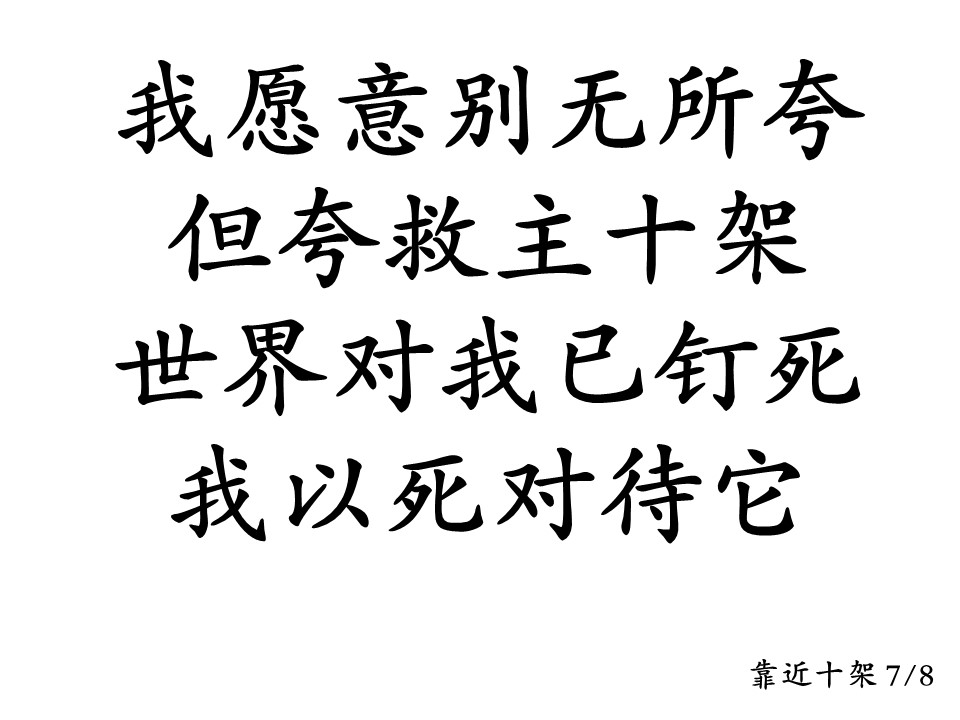 我愿意别无所夸
但夸救主十架
世界对我已钉死
我以死对待它
靠近十架 7/8